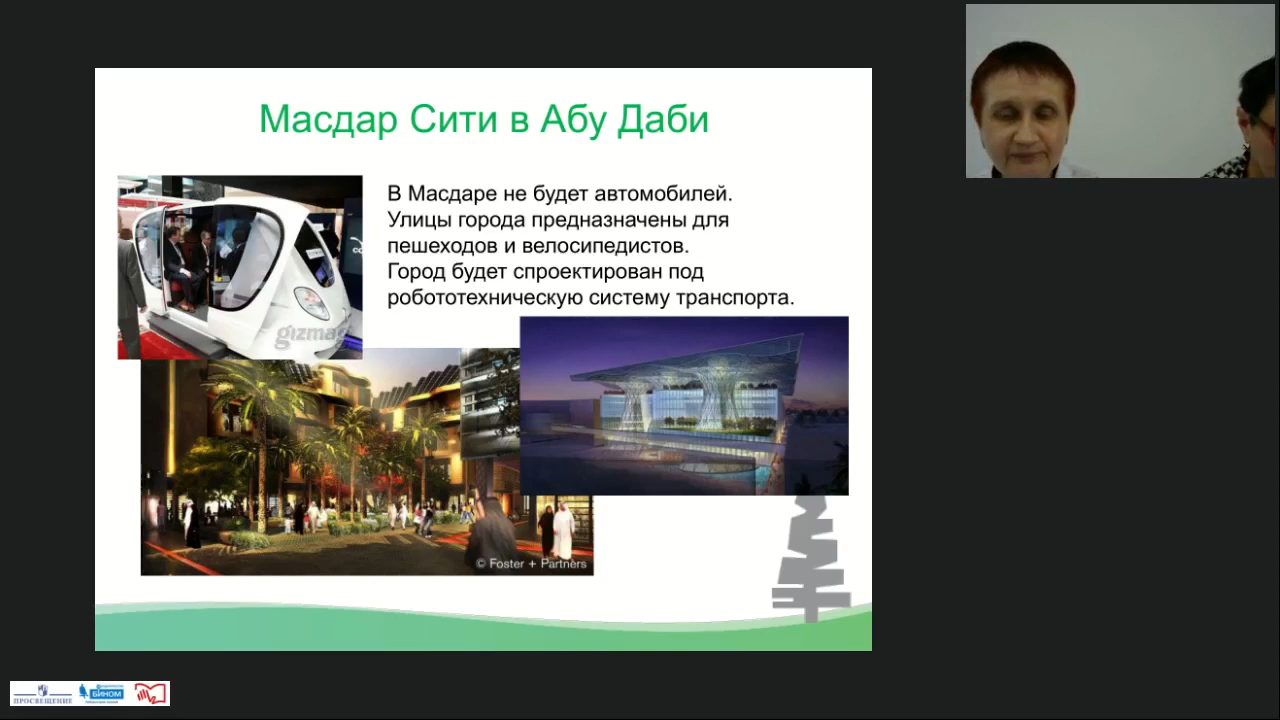 Масдар Сити в Абу Даби
В Масдаре не будет автомобилей.
Улицы города предназначены для
пешеходов и велосипедистов.
Город будет спроектирован под
робототехническую систему транспорта.
gizmag
© Foster + Partners
ПРОСВЕЩЕНИЕ
БИНОМ